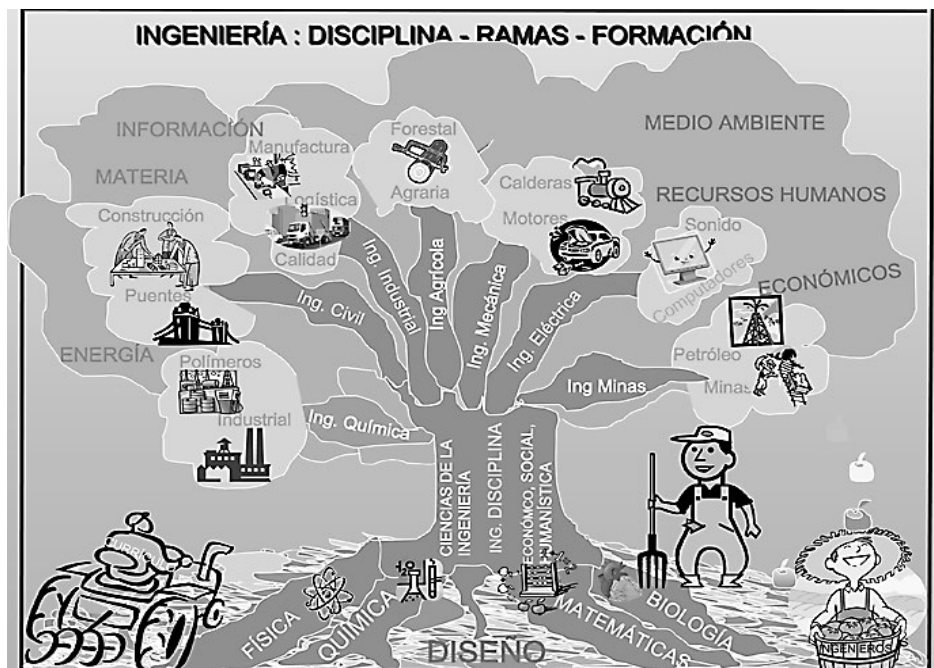 INGENIERÍA : DISCIPLINA - RAMAS - FORMACIÓN
INFORMACIÓN
MATERIA
ENERGÍA
MEDIO AMBIENTE
RECURSOS HUMANOS
ECONÓMICOS
Manufactura
Logística
Calidad
Forestal
Agraria
Calderas
Motores
Sonido
Computadores
Construcción
Puentes
Petróleo
Minas
Polímeros
Industrial
Ing. Civil
Ing. Industrial
Ing Agrícola
Ing. Mecánica
Ing. Eléctrica
Ing Minas
Ing. Química
CIENCIAS DE LA
INGENIERÍA
ING. DISCIPLINA
ECONÓMCO, SOCIAL,
HUMANÍSTICA
FÍSICA
QUÍMICA
DISEÑO
MATEMÁTICAS
BIOLOGÍA
INGENIEROS